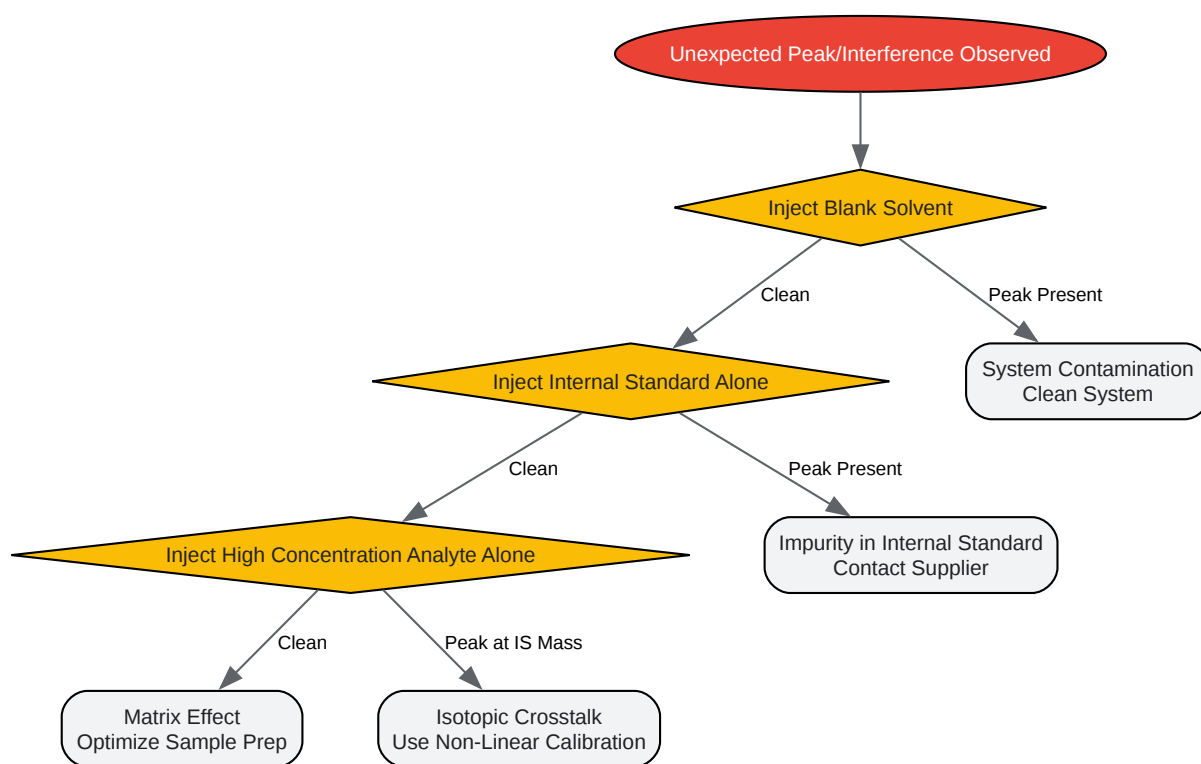 Unexpected Peak/Interference Observed
Inject Blank Solvent
Clean
Peak Present
System Contamination
Clean System
Inject Internal Standard Alone
Clean
Peak Present
Impurity in Internal Standard
Contact Supplier
Inject High Concentration Analyte Alone
Clean
Peak at IS Mass
Matrix Effect
Optimize Sample Prep
Isotopic Crosstalk
Use Non-Linear Calibration